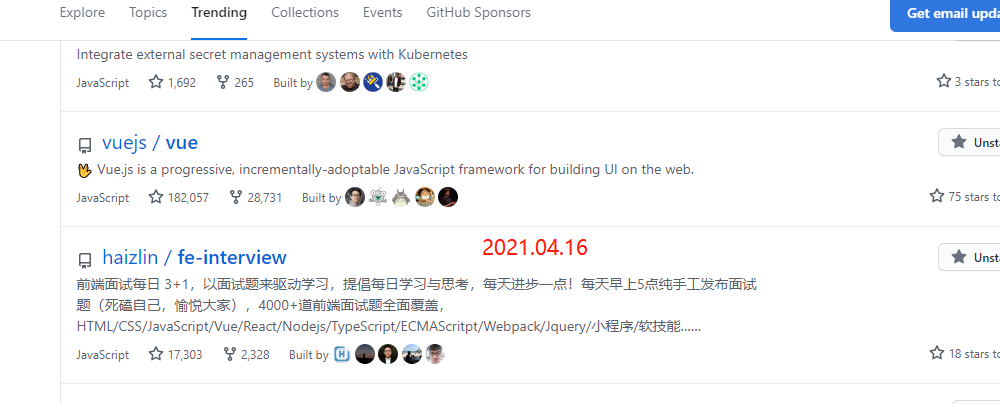 Explore Topics Trending Collections Events GitHub Sponsors Get email upda
Integrate external secret management systems with Kubernetes
JavaScript 1,692 265 Built by 3 stars to
vuejs / vue Unsta
🖖 Vue.js is a progressive, incrementally-adoptable JavaScript framework for building UI on the web.
JavaScript 182,057 28,731 Built by 75 stars to
haizlin / fe-interview 2021.04.16 Unsta
前端面试每日 3+1，以面试题来驱动学习，提倡每日学习与思考，每天进步一点！每天早上5点纯手工发布面试
题（死磕自己，愉悦大家），4000+道前端面试题全面覆盖，
HTML/CSS/JavaScript/Vue/React/Nodejs/TypeScript/ECMAScritpt/Webpack/Jquery/小程序/软技能……
JavaScript 17,303 2,328 Built by 18 stars to